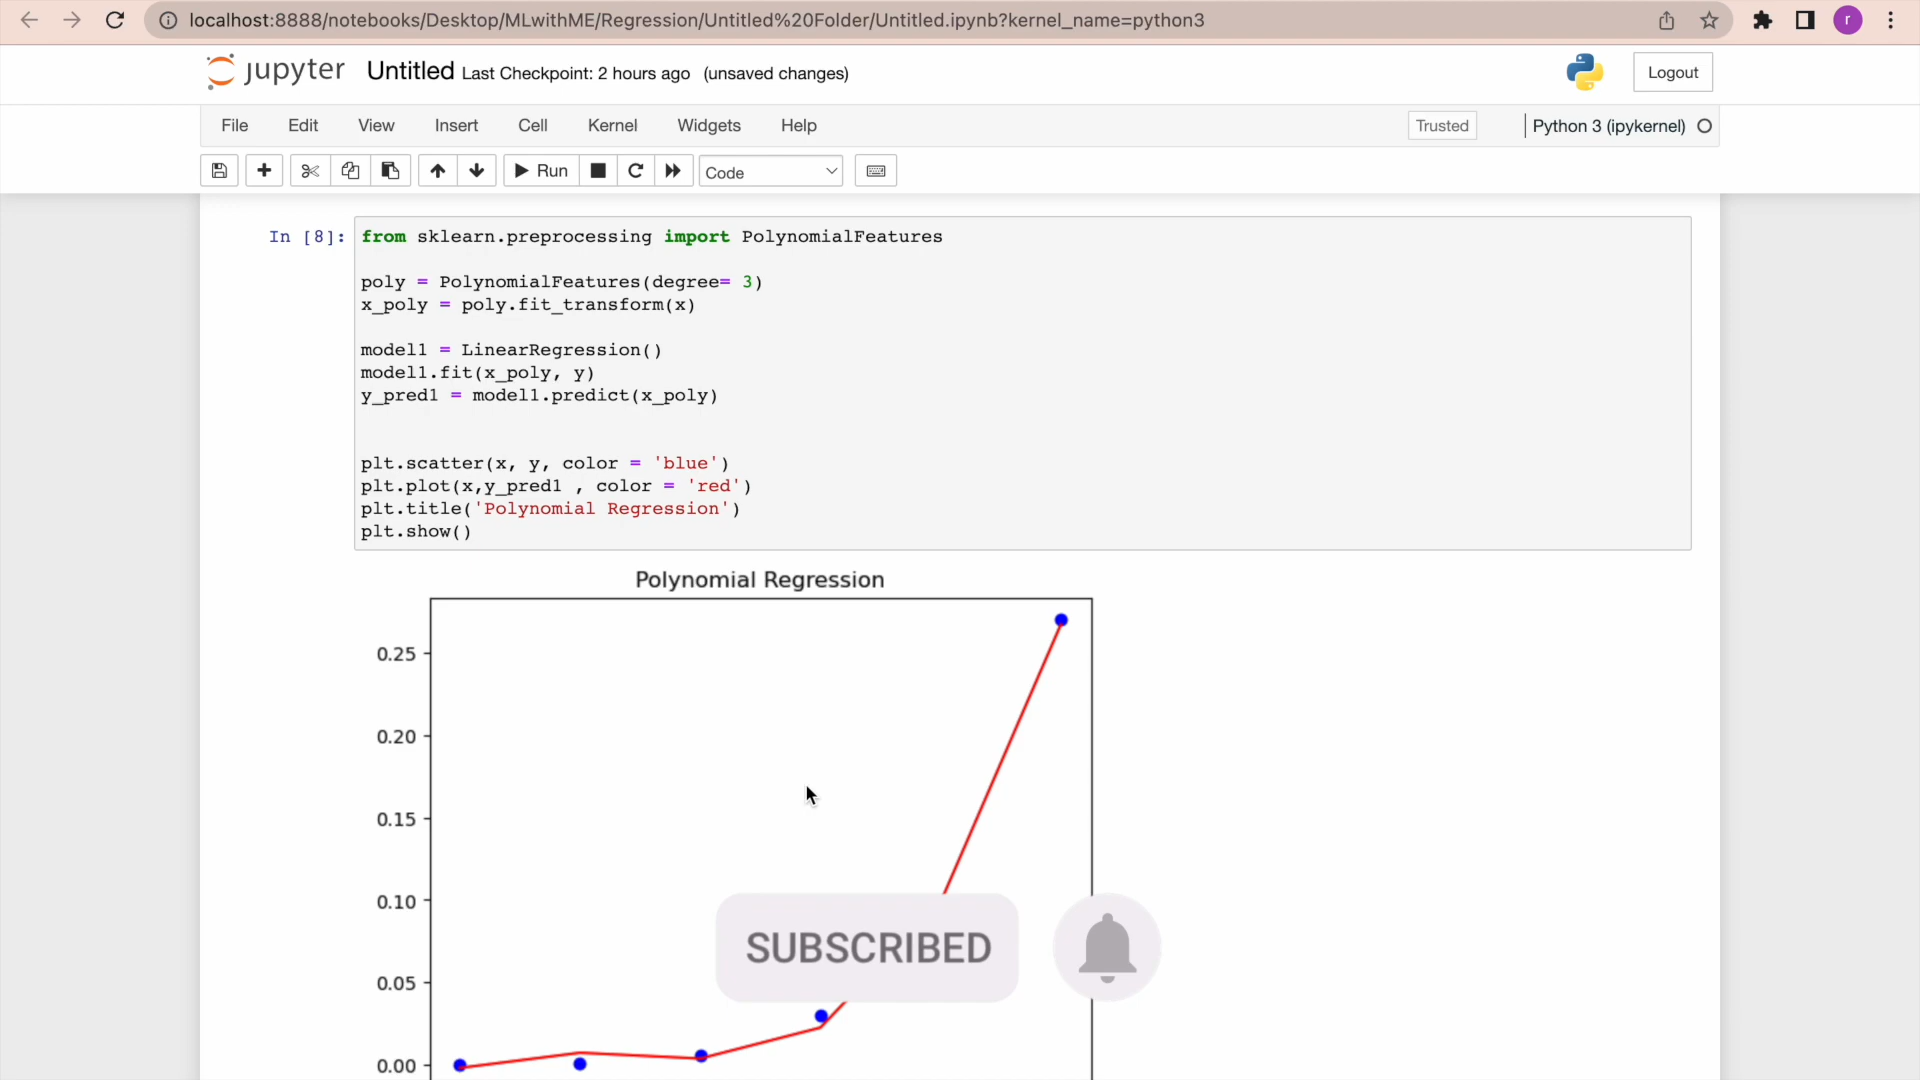 localhost:8888/notebooks/Desktop/MLwithME/Regression/Untitled%20Folder/Untitled.ipynb?kernel_name=python3
r
jupyter Untitled Last Checkpoint: 2 hours ago (unsaved changes)
Logout
File Edit View Insert Cell Kernel Widgets Help
Trusted
Python 3 (ipykernel)
Run
Code
In [8]: from sklearn.preprocessing import PolynomialFeatures
poly = PolynomialFeatures(degree= 3)
x_poly = poly.fit_transform(x)
model1 = LinearRegression()
model1.fit(x_poly, y)
y_pred1 = model1.predict(x_poly)
plt.scatter(x, y, color = 'blue')
plt.plot(x,y_pred1 , color = 'red')
plt.title('Polynomial Regression')
plt.show()
Polynomial Regression
0.25
0.20
0.15
0.10
SUBSCRIBED
0.05
0.00